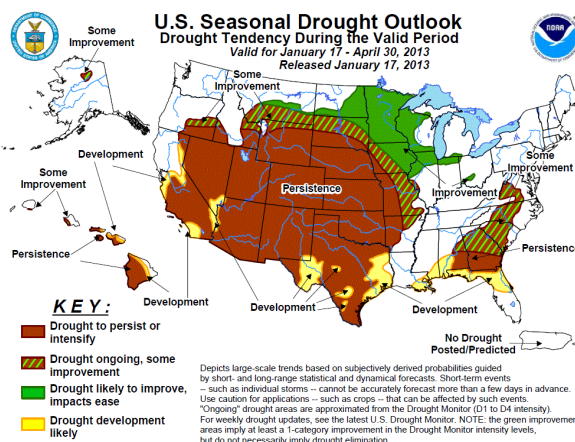 U.S. Seasonal Drought Outlook
Drought Tendency During the Valid Period
Valid for January 17 - April 30, 2013
Released January 17, 2013
NOAA
Some
Improvement
Some
Improvement
Development
Some
Improvement
Persistence
Persistence
Improvement
Some
Improvement
Persistence
Development
Development
Development
Development
No Drought
Posted/Predicted
KEY:
Drought to persist or
intensify
Drought ongoing, some
improvement
Drought likely to improve,
impacts ease
Drought development
likely
Depicts large-scale trends based on subjectively derived probabilities guided
by short- and long-range statistical and dynamical forecasts. Short-term events
-- such as individual storms -- cannot be accurately forecast more than a few days in advance.
Use caution for applications -- such as crops -- that can be affected by such events.
"Ongoing" drought areas are approximated from the Drought Monitor (D1 to D4 intensity).
For weekly drought updates, see the latest U.S. Drought Monitor. NOTE: the green improvement
areas imply at least a 1-category improvement in the Drought Monitor intensity levels,
but do not necessarily imply drought elimination.